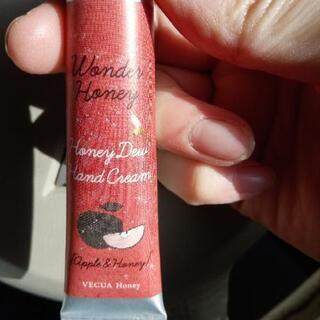 Wonder
Honey
Honey Dew
Hand Cream
(Apple & Honey)
VECUA Honey